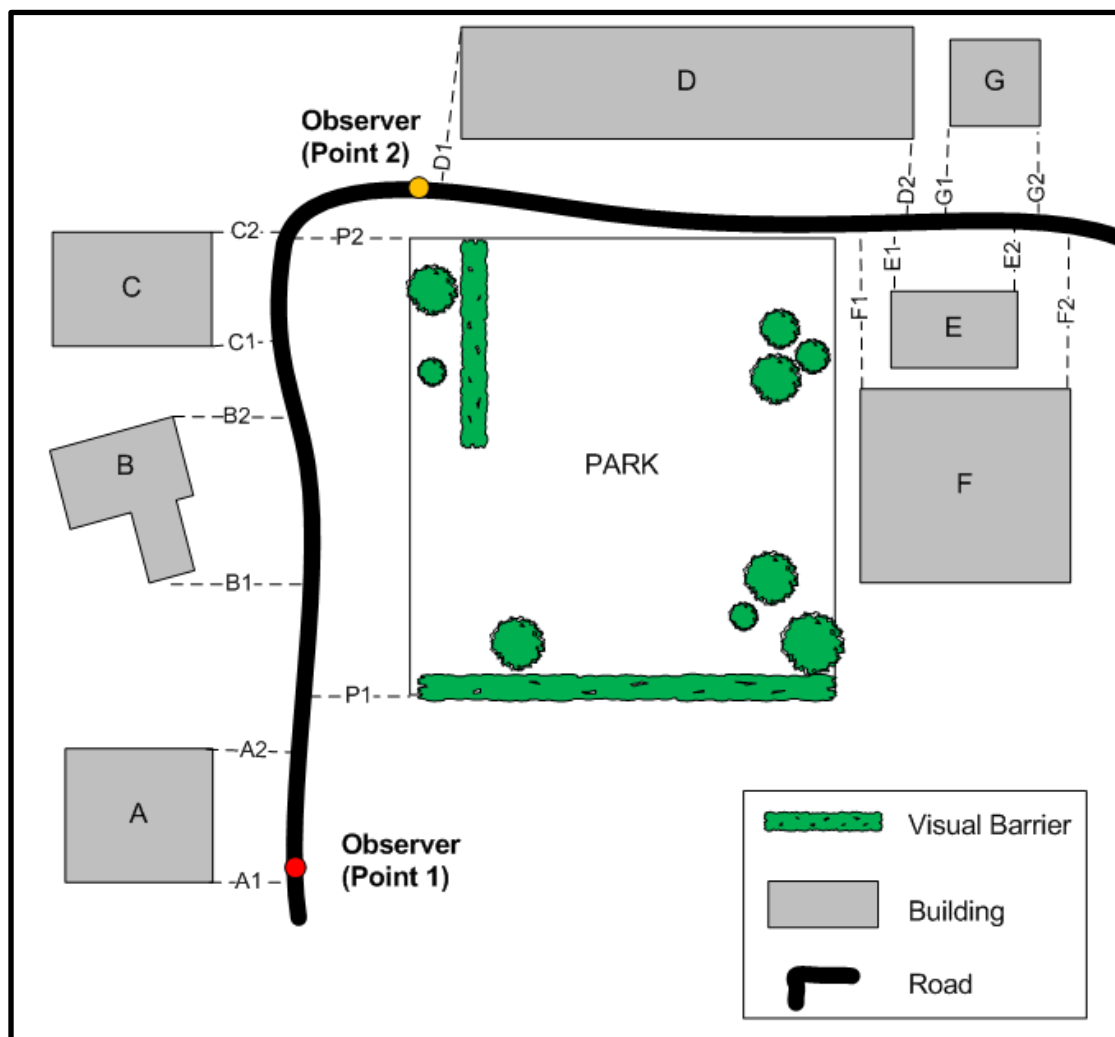 D
G
Observer
(Point 2)
D1
D2
G1
G2
C2
P2
C
C1
E1
E2
F1
F2
E
B2
B
PARK
F
B1
P1
A2
A
Observer
(Point 1)
A1
Visual Barrier
Building
Road